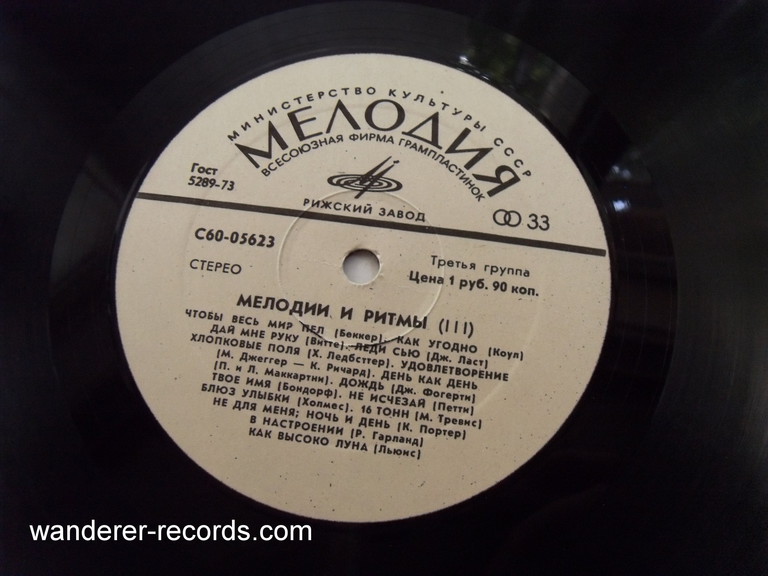 МИНИСТЕРСТВО КУЛЬТУРЫ СССР
МЕЛОДИЯ
ВСЕСОЮЗНАЯ ФИРМА ГРАМПЛАСТИНОК
Гост
5289-73
РИЖСКИЙ ЗАВОД
33
С60-05623
Третья группа
СТЕРЕО
Цена 1 руб. 90 коп.
МЕЛОДИИ И РИТМЫ (III)
ЧТОБЫ ВЕСЬ МИР ПЕЛ (Беккер). КАК УГОДНО (Коул)
ДАЙ МНЕ РУКУ (Витте). ЛЕДИ СЬЮ (Дж. Ласт)
ХЛОПКОВЫЕ ПОЛЯ (Х. Ледбсттер). УДОВЛЕТВОРЕНИЕ
(М. Джеггер — К. Ричард). ДЕНЬ КАК ДЕНЬ
(П. и Л. Маккартни). ДОЖДЬ (Дж. Фогерти)
ТВОЕ ИМЯ (Бондорф). НЕ ИСЧЕЗАЙ (Петти)
БЛЮЗ УЛЫБКИ (Холмес). 16 ТОНН (М. Тревис)
НЕ ДЛЯ МЕНЯ; НОЧЬ И ДЕНЬ (К. Портер)
В НАСТРОЕНИИ (Р. Гарланд)
КАК ВЫСОКО ЛУНА (Льюис)
wanderer-records.com